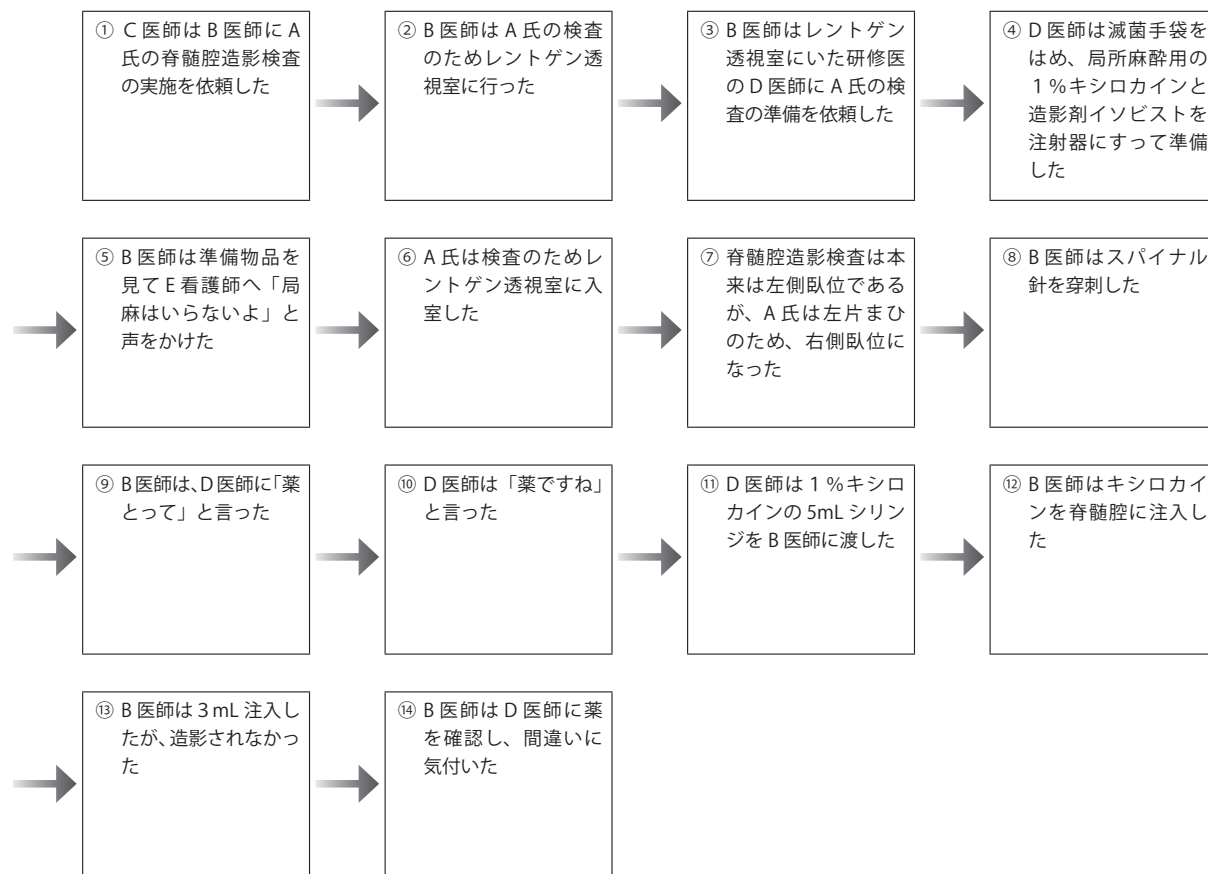 ① C医師はB医師にA
氏の脊髄腔造影検査
の実施を依頼した
② B医師はA氏の検査
のためレントゲン透
視室に行った
③ B医師はレントゲン
透視室にいた研修医
のD医師にA氏の検
査の準備を依頼した
④ D医師は滅菌手袋を
はめ、局所麻酔用の
1%キシロカインと
造影剤イソビストを
注射器にすって準備
した
⑤ B医師は準備物品を
見てE看護師へ「局
麻はいらないよ」と
声をかけた
⑥ A氏は検査のためレ
ントゲン透視室に入
室した
⑦ 脊髄腔造影検査は本
来は左側臥位である
が、A氏は左片まひ
のため、右側臥位に
なった
⑧ B医師はスパイナル
針を穿刺した
⑨ B医師は、D医師に「薬
とって」と言った
⑩ D医師は「薬ですね」
と言った
⑪ D医師は1%キシロ
カインの5mLシリン
ジをB医師に渡した
⑫ B医師はキシロカイ
ンを脊髄腔に注入し
た
⑬ B医師は3mL注入し
たが、造影されなかっ
た
⑭ B医師はD医師に薬
を確認し、間違いに
気付いた